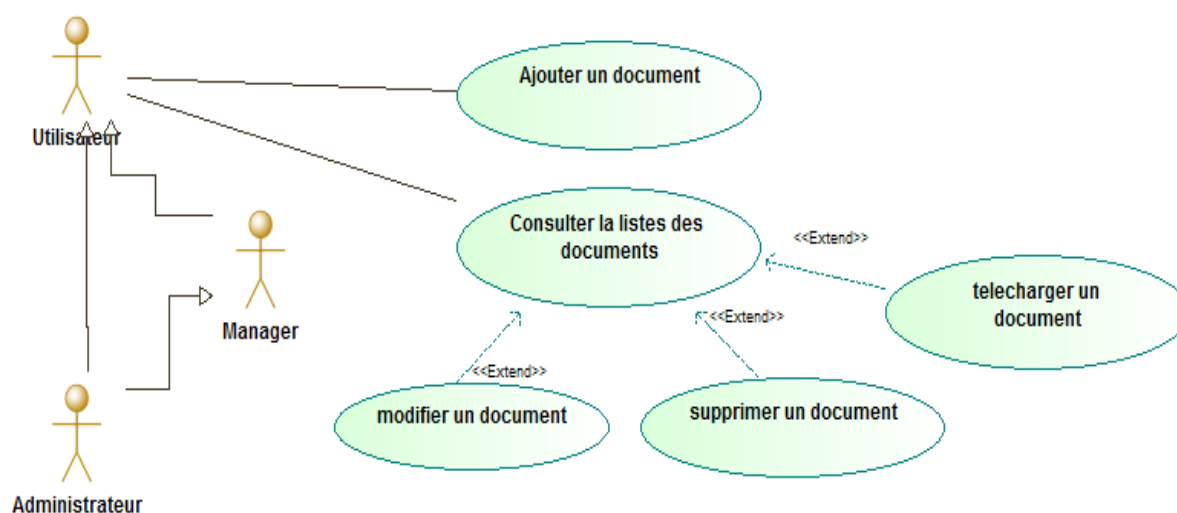 Ajouter un document
Utilisateur
Consulter la listes des
documents
<<Extend>>
telecharger un
document
<<Extend>>
Manager
<<Extend>>
modifier un document
supprimer un document
Administrateur